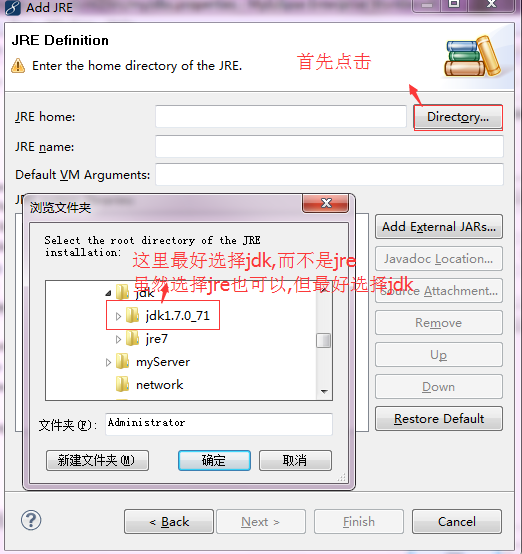 Add JRE
JRE Definition
Enter the home directory of the JRE.
首先点击
JRE home:
Directory...
JRE name:
Default VM Arguments:
浏览文件夹
Select the root directory of the JRE
installation:
这里最好选择jdk,而不是jre
虽然选择jre也可以,但最好选择jdk
jdk
jdk1.7.0_71
jre7
myServer
network
文件夹(F):
Administrator
新建文件夹(M)
确定
取消
Add External JARs...
Javadoc Location...
Source Attachment...
Remove
Up
Down
Restore Default
?
< Back
Next >
Finish
Cancel